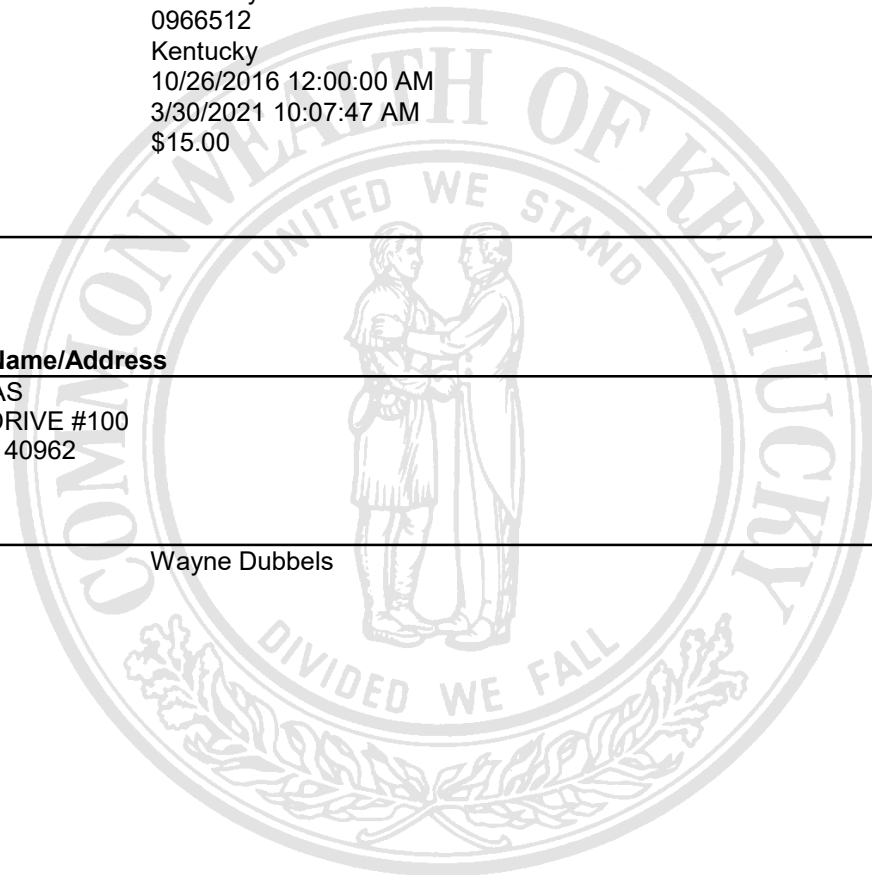 0966512
Kentucky
10/26/2016 12:00:00 AM
3/30/2021 10:07:47 AM
$15.00
COMMONWEALTH OF KENTUCKY
UNITED WE STAND
Name/Address
AS
DRIVE #100
40962
Wayne Dubbels
DIVIDED WE FALL